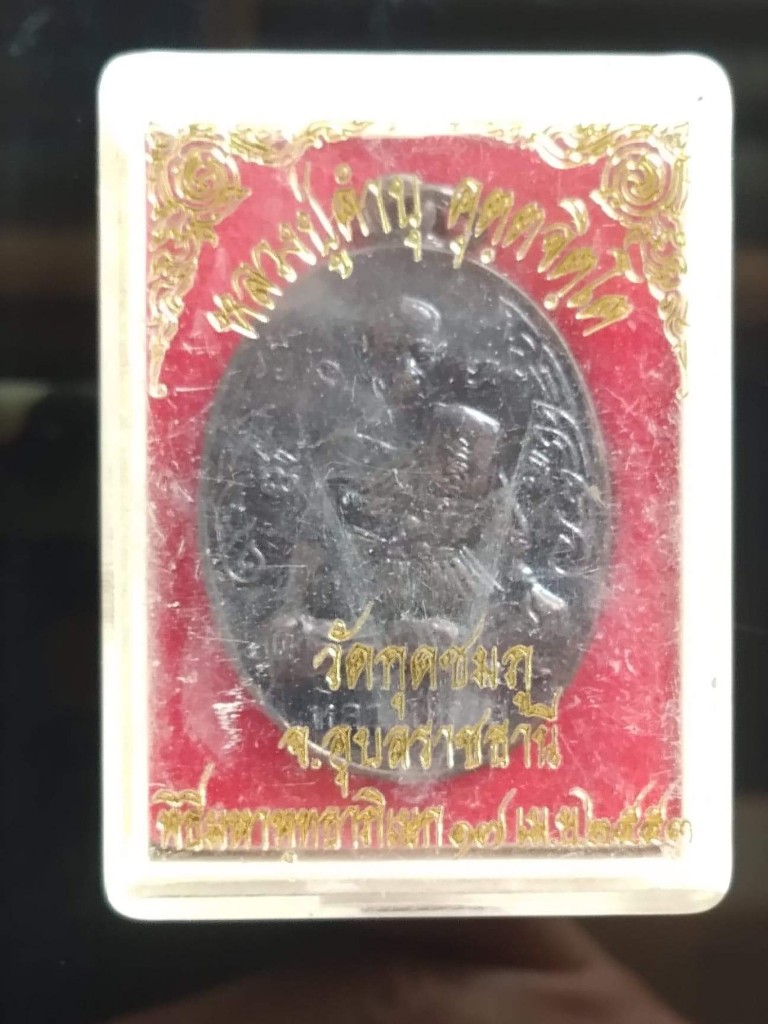 หลวงปู่คำบุ คุตฺตจิตฺโต
วัดกุดชมภู
จ.อุบลราชธานี
พิธีมหาพุทธาภิเษก ๑๗ เม.ย ๒๕๕๓